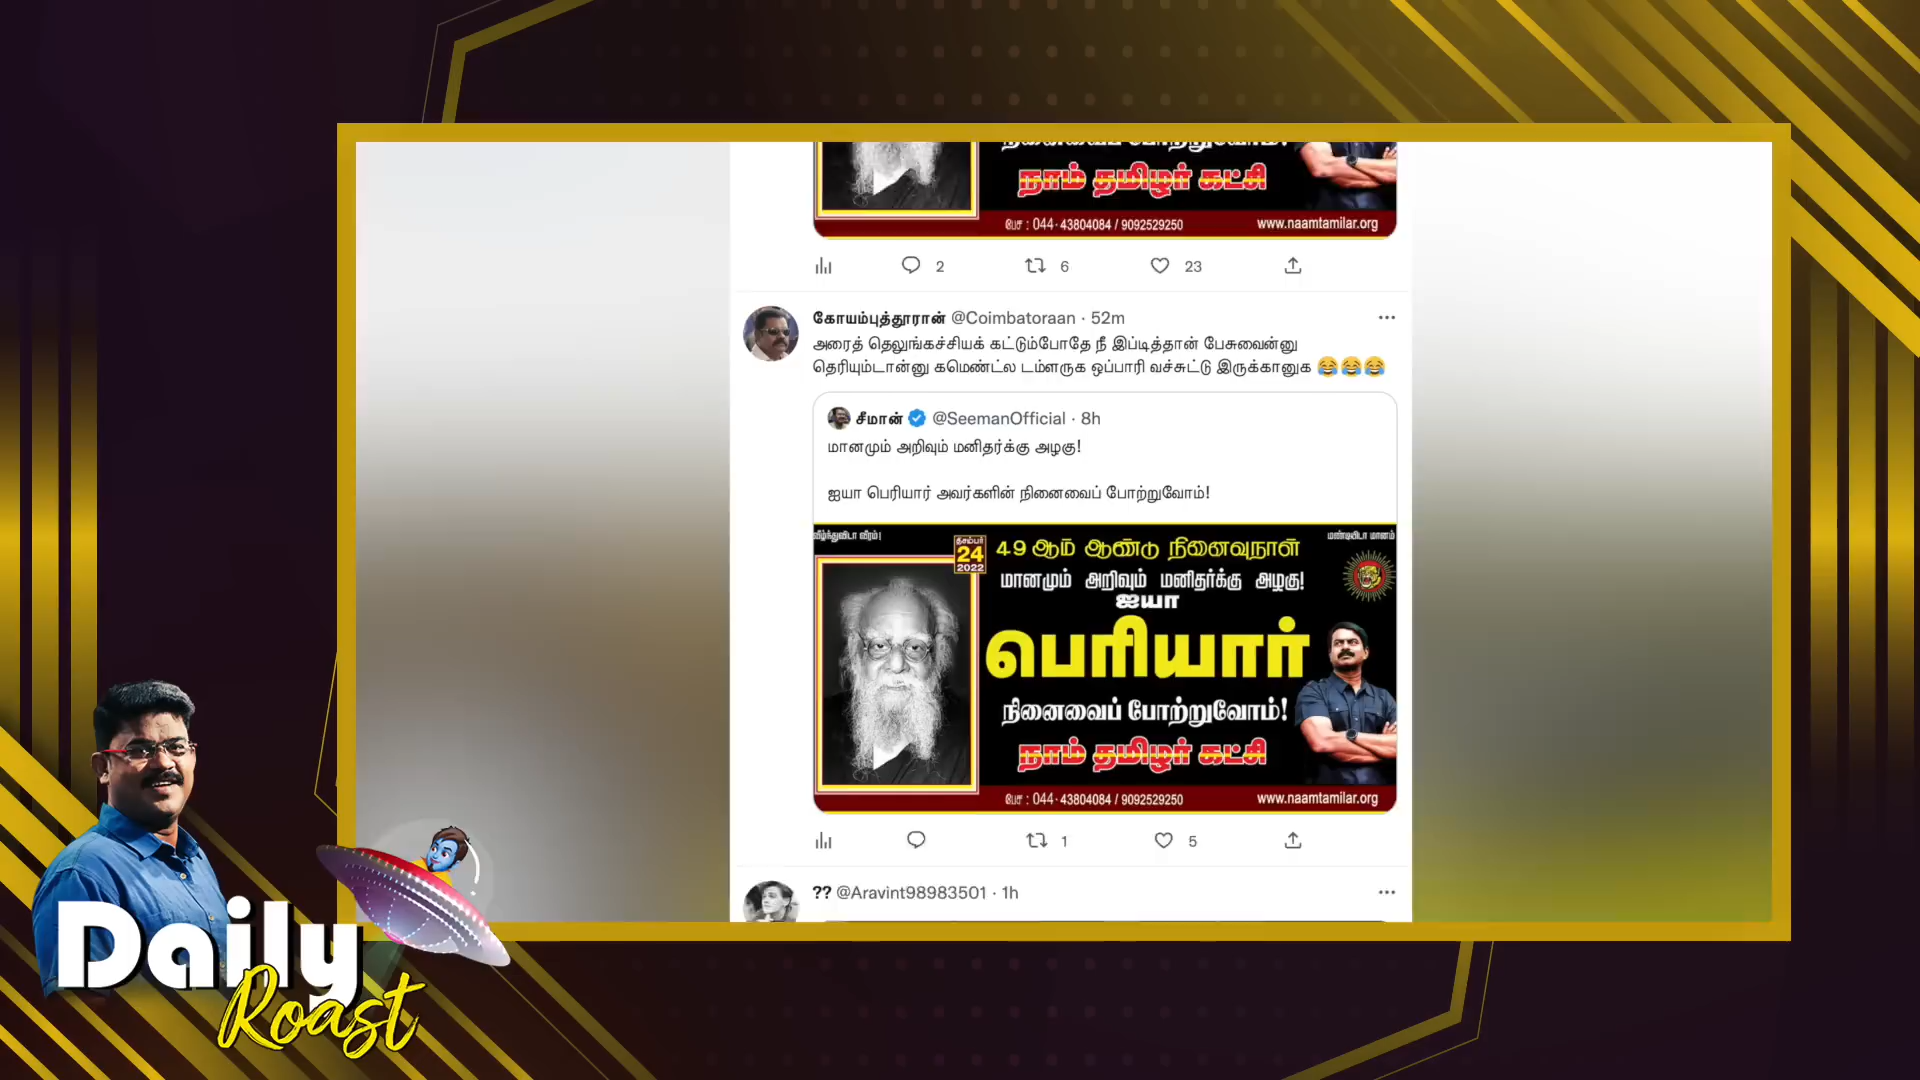 நினைவைப் போற்றுவோம்!
நாம் தமிழர் கட்சி
பேச : 044-43804084 / 9092529250
www.naamtamilar.org
2
6
23
கோயம்புத்தூரான் @Coimbatoraan · 52m
அரைத் தெலுங்கச்சியக் கட்டும்போதே நீ இப்டித்தான் பேசுவைன்னு
தெரியும்டான்னு கமெண்ட்ல டம்ளருக ஒப்பாரி வச்சுட்டு இருக்கானுக 😂😂😂
சீமான் @SeemanOfficial · 8h
மானமும் அறிவும் மனிதர்க்கு அழகு!
ஐயா பெரியார் அவர்களின் நினைவைப் போற்றுவோம்!
வீழ்ந்துவிடா வீரம்!
மண்டியிடா மானம்
டிசம்பர்
24
2022
49 ஆம் ஆண்டு நினைவுநாள்
மானமும் அறிவும் மனிதர்க்கு அழகு!
ஐயா
பெரியார்
நினைவைப் போற்றுவோம்!
நாம் தமிழர் கட்சி
பேச : 044-43804084 / 9092529250
www.naamtamilar.org
1
5
?? @Aravint98983501 · 1h
Daily
Roast